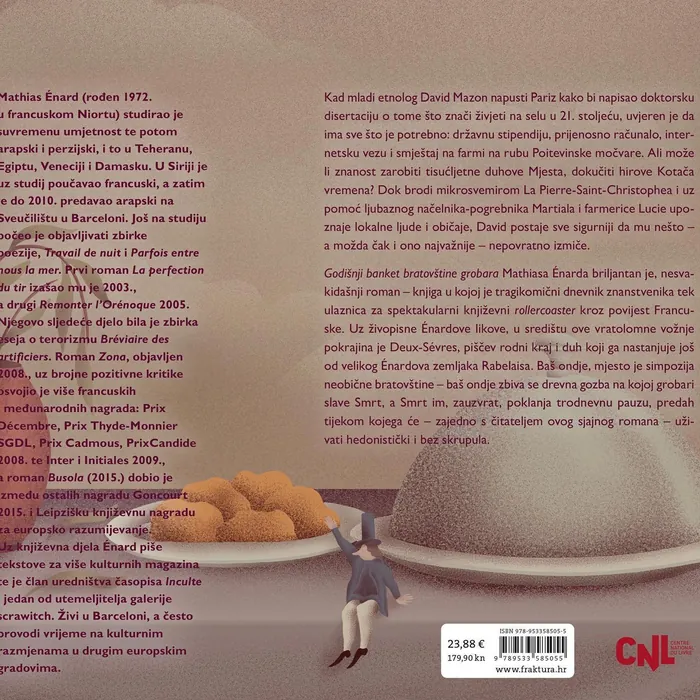 Mathias Énard (rođen 1972.
u francuskom Niortu) studirao je
suvremenu umjetnost te potom
arapski i perzijski, i to u Teheranu,
Egiptu, Veneciji i Damasku. U Siriji je
uz studij poučavao francuski, a zatim
je do 2010. predavao arapski na
Sveučilištu u Barceloni. Još na studiju
počeo je objavljivati zbirke
poezije, Travail de nuit i Parfois entre
nous la mer. Prvi roman La perfection
du tir izašao mu je 2003.,
a drugi Remonter l’Orénoque 2005.
Njegovo sljedeće djelo bila je zbirka
eseja o terorizmu Bréviaire des
artificiers. Roman Zona, objavljen
2008., uz brojne pozitivne kritike
osvojio je više francuskih
i međunarodnih nagrada: Prix
Décembre, Prix Thyde-Monnier
SGDL, Prix Cadmous, PrixCandide
2008. te Inter i Initiales 2009.,
a roman Busola (2015.) dobio je
između ostalih nagradu Goncourt
2015. i Leipzišku književnu nagradu
za europsko razumijevanje.
Uz književna djela Énard piše
tekstove za više kulturnih magazina
te je član uredništva časopisa Inculte
i jedan od utemeljitelja galerije
scrawitch. Živi u Barceloni, a često
provodi vrijeme na kulturnim
razmjenama u drugim europskim
gradovima.
Kad mladi etnolog David Mazon napusti Pariz kako bi napisao doktorsku
disertaciju o tome što znači živjeti na selu u 21. stoljeću, uvjeren je da
ima sve što je potrebno: državnu stipendiju, prijenosno računalo, inter-
netsku vezu i smještaj na farmi na rubu Poitevinske močvare. Ali može
li znanost zarobiti tisućljetne duhove Mjesta, dokučiti hirove Kotača
vremena? Dok brodi mikrosvemirom La Pierre-Saint-Christophea i uz
pomoć ljubaznog načelnika-pogrebnika Martiala i farmerice Lucie upo-
znaje lokalne ljude i običaje, David postaje sve sigurniji da mu nešto –
a možda čak i ono najvažnije – nepovratno izmiče.
Godišnji banket bratovštine grobara Mathiasa Énarda briljantan je, nesva-
kidašnji roman – knjiga u kojoj je tragikomični dnevnik znanstvenika tek
ulaznica za spektakularni književni rollercoaster kroz povijest Francu-
ske. Uz živopisne Énardove likove, u središtu ove vratolomne vožnje
pokrajina je Deux-Sévres, piščev rodni kraj i duh koji ga nastanjuje još
od velikog Énardova zemljaka Rabelaisa. Baš ondje, mjesto je simpozija
neobične bratovštine – baš ondje zbiva se drevna gozba na kojoj grobari
slave Smrt, a Smrt im, zauzvrat, poklanja trodnevnu pauzu, predah
tijekom kojega će – zajedno s čitateljem ovog sjajnog romana – uži-
vati hedonistički i bez skrupula.
23,88 €
179,90 kn
ISBN 978-953358505-5
9 789533 585055
www.fraktura.hr
CNL
CENTRE
NATIONAL
DU LIVRE